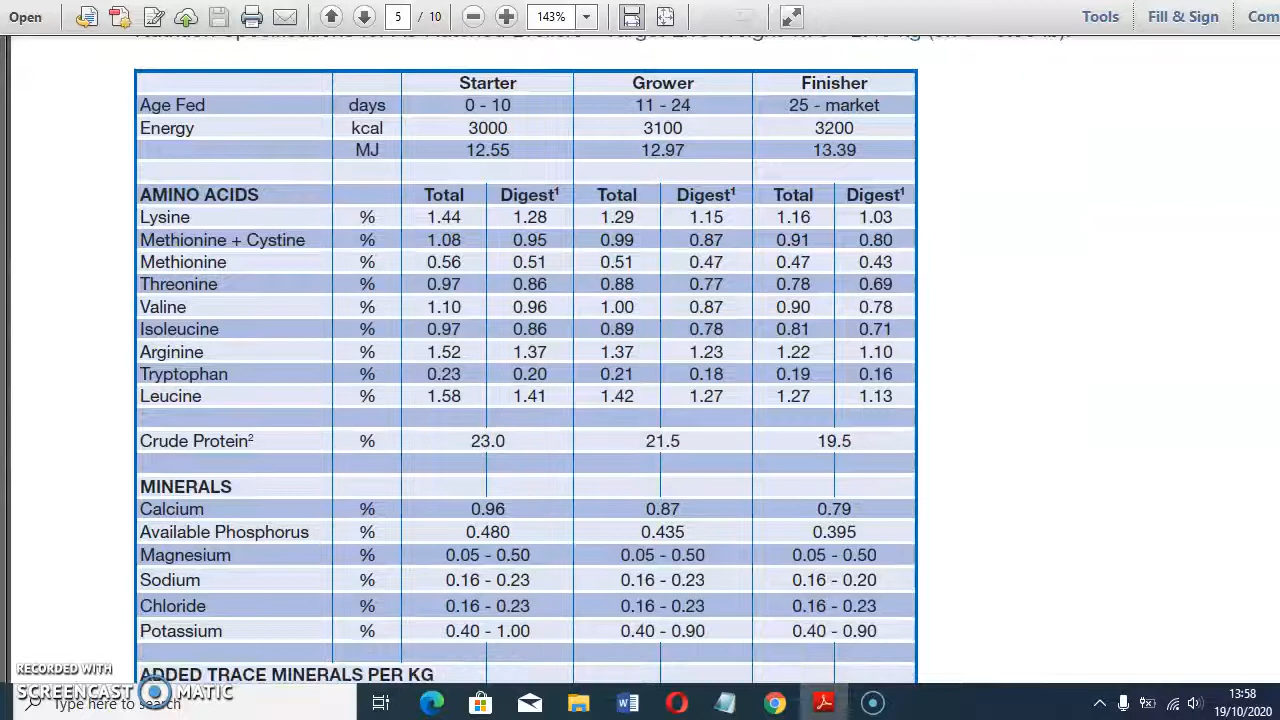 Open 5 / 10 143% Tools Fill & Sign Com
Starter Grower Finisher
Age Fed days 0 - 10 11 - 24 25 - market
Energy kcal 3000 3100 3200
MJ 12.55 12.97 13.39
AMINO ACIDS Total Digest¹ Total Digest¹ Total Digest¹
Lysine % 1.44 1.28 1.29 1.15 1.16 1.03
Methionine + Cystine % 1.08 0.95 0.99 0.87 0.91 0.80
Methionine % 0.56 0.51 0.51 0.47 0.47 0.43
Threonine % 0.97 0.86 0.88 0.77 0.78 0.69
Valine % 1.10 0.96 1.00 0.87 0.90 0.78
Isoleucine % 0.97 0.86 0.89 0.78 0.81 0.71
Arginine % 1.52 1.37 1.37 1.23 1.22 1.10
Tryptophan % 0.23 0.20 0.21 0.18 0.19 0.16
Leucine % 1.58 1.41 1.42 1.27 1.27 1.13
Crude Protein² % 23.0 21.5 19.5
MINERALS
Calcium % 0.96 0.87 0.79
Available Phosphorus % 0.480 0.435 0.395
Magnesium % 0.05 - 0.50 0.05 - 0.50 0.05 - 0.50
Sodium % 0.16 - 0.23 0.16 - 0.23 0.16 - 0.20
Chloride % 0.16 - 0.23 0.16 - 0.23 0.16 - 0.23
Potassium % 0.40 - 1.00 0.40 - 0.90 0.40 - 0.90
ADDED TRACE MINERALS PER KG
RECORDED WITH
SCREENCAST MATIC
Type here to search
13:58
19/10/2020